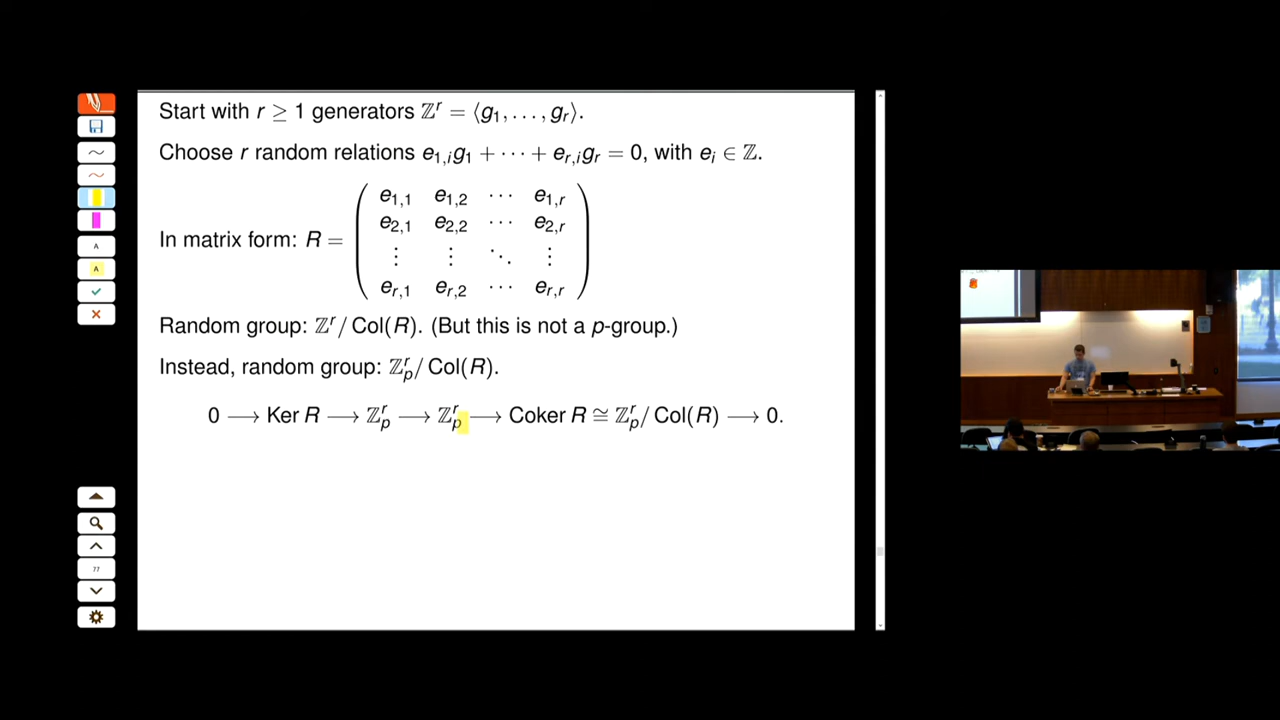 Start with r ≥ 1 generators ℤ^r = ⟨g_1, …, g_r⟩.
Choose r random relations e_{1,i}g_1 + ⋯ + e_{r,i}g_r = 0, with e_i ∈ ℤ.
e_{1,1} e_{1,2} ⋯ e_{1,r}
e_{2,1} e_{2,2} ⋯ e_{2,r}
In matrix form: R = ⋮ ⋮ ⋱ ⋮
e_{r,1} e_{r,2} ⋯ e_{r,r}
Random group: ℤ^r / Col(R). (But this is not a p-group.)
Instead, random group: ℤ_p^r / Col(R).
0 ⟶ Ker R ⟶ ℤ_p^r ⟶ ℤ_p^r ⟶ Coker R ≅ ℤ_p^r / Col(R) ⟶ 0.
77